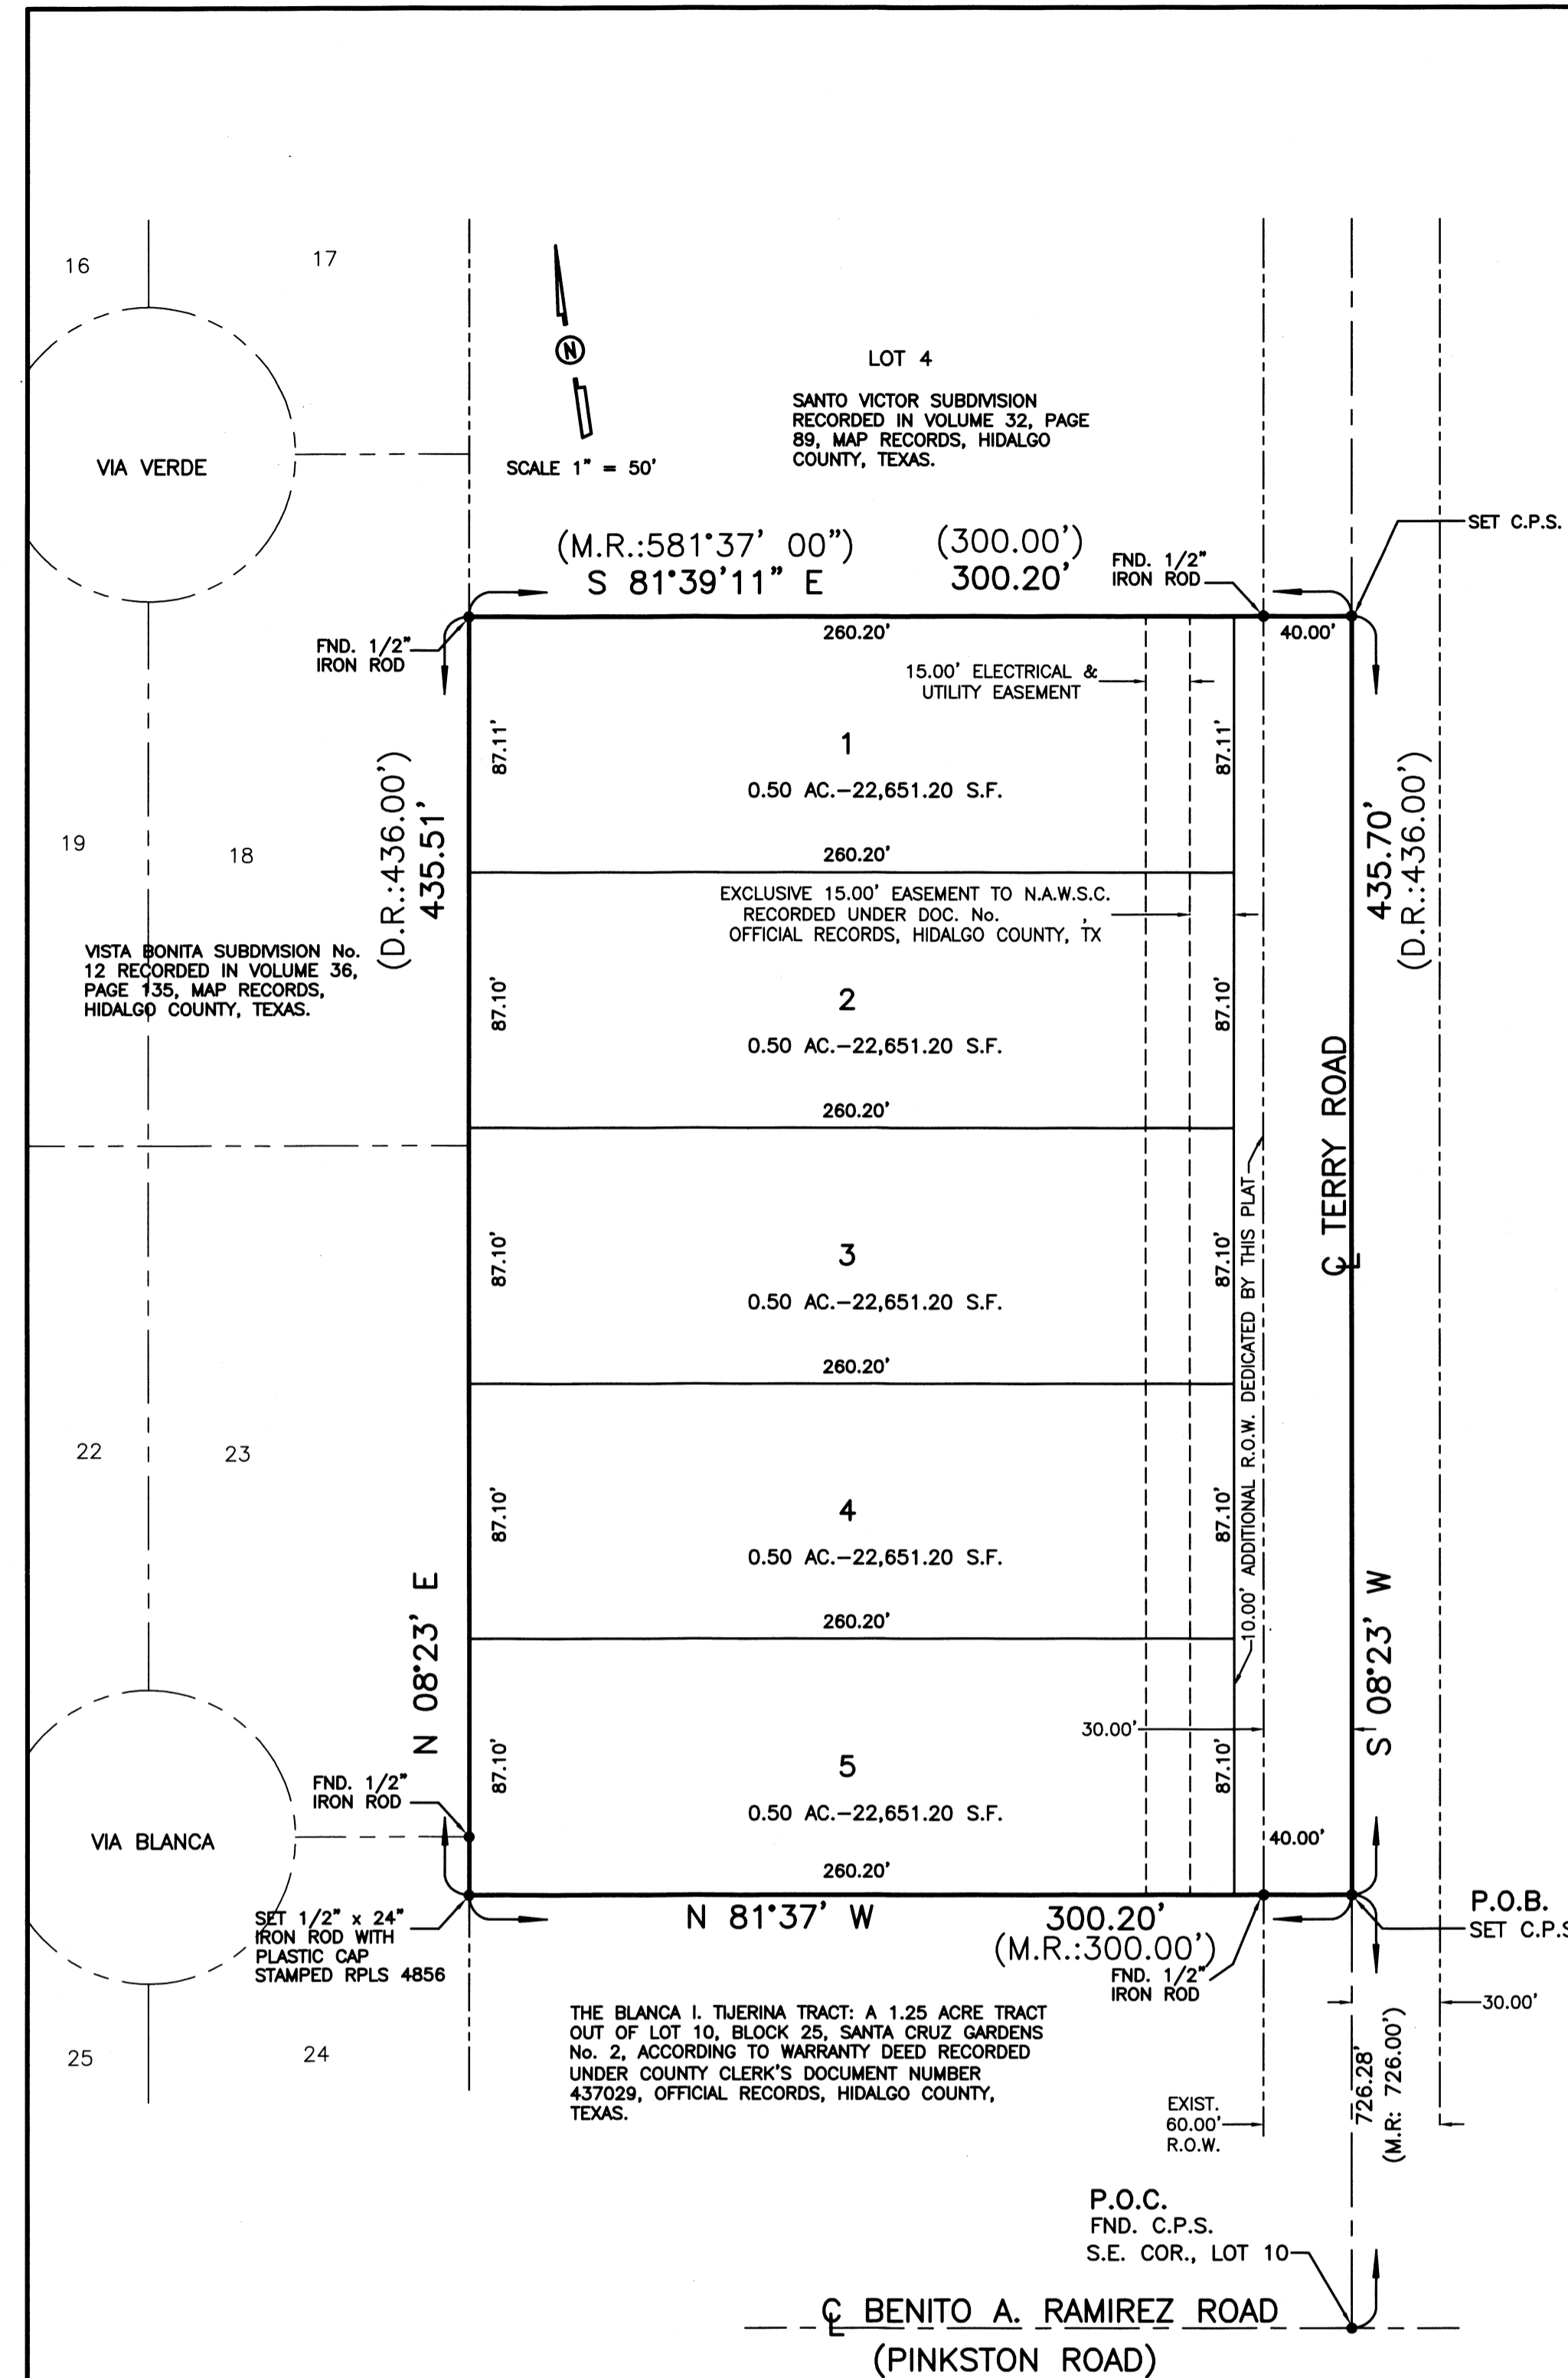 16
17
VIA VERDE
N
SCALE 1" = 50'
LOT 4
SANTO VICTOR SUBDIVISION
RECORDED IN VOLUME 32, PAGE
89, MAP RECORDS, HIDALGO
COUNTY, TEXAS.
SET C.P.S.
(M.R.:581°37' 00")
(300.00')
S 81°39'11" E
300.20'
FND. 1/2"
IRON ROD
FND. 1/2"
IRON ROD
260.20'
40.00'
15.00' ELECTRICAL &
UTILITY EASEMENT
87.11'
1
87.11'
0.50 AC.-22,651.20 S.F.
260.20'
(D.R.:436.00')
435.51'
435.70'
(D.R.:436.00')
19
18
EXCLUSIVE 15.00' EASEMENT TO N.A.W.S.C.
RECORDED UNDER DOC. No. ,
OFFICIAL RECORDS, HIDALGO COUNTY, TX
VISTA BONITA SUBDIVISION No.
12 RECORDED IN VOLUME 36,
PAGE 135, MAP RECORDS,
HIDALGO COUNTY, TEXAS.
87.10'
2
87.10'
0.50 AC.-22,651.20 S.F.
260.20'
℄ TERRY ROAD
87.10'
3
87.10'
0.50 AC.-22,651.20 S.F.
260.20'
10.00' ADDITIONAL R.O.W. DEDICATED BY THIS PLAT
22
23
87.10'
4
87.10'
0.50 AC.-22,651.20 S.F.
260.20'
N 08°23' E
S 08°23' W
30.00'
87.10'
5
87.10'
0.50 AC.-22,651.20 S.F.
260.20'
40.00'
FND. 1/2"
IRON ROD
VIA BLANCA
SET 1/2" x 24"
IRON ROD WITH
PLASTIC CAP
STAMPED RPLS 4856
N 81°37' W
300.20'
(M.R.:300.00')
FND. 1/2"
IRON ROD
P.O.B.
SET C.P.S
30.00'
25
24
THE BLANCA I. TIJERINA TRACT: A 1.25 ACRE TRACT
OUT OF LOT 10, BLOCK 25, SANTA CRUZ GARDENS
No. 2, ACCORDING TO WARRANTY DEED RECORDED
UNDER COUNTY CLERK'S DOCUMENT NUMBER
437029, OFFICIAL RECORDS, HIDALGO COUNTY,
TEXAS.
726.28'
(M.R: 726.00")
EXIST.
60.00'
R.O.W.
P.O.C.
FND. C.P.S.
S.E. COR., LOT 10
℄ BENITO A. RAMIREZ ROAD
(PINKSTON ROAD)